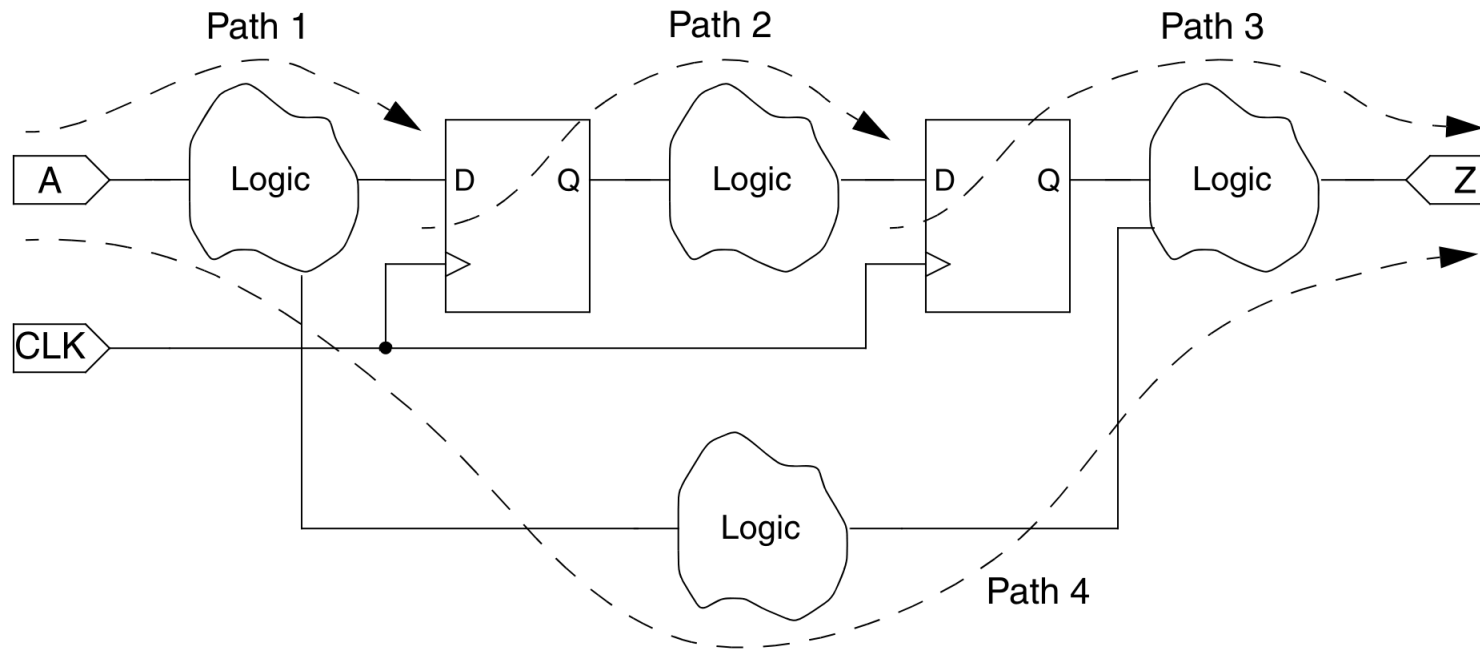 Path 1
Path 2
Path 3
A
Logic
D
Q
Logic
D
Q
Logic
Z
CLK
Logic
Path 4